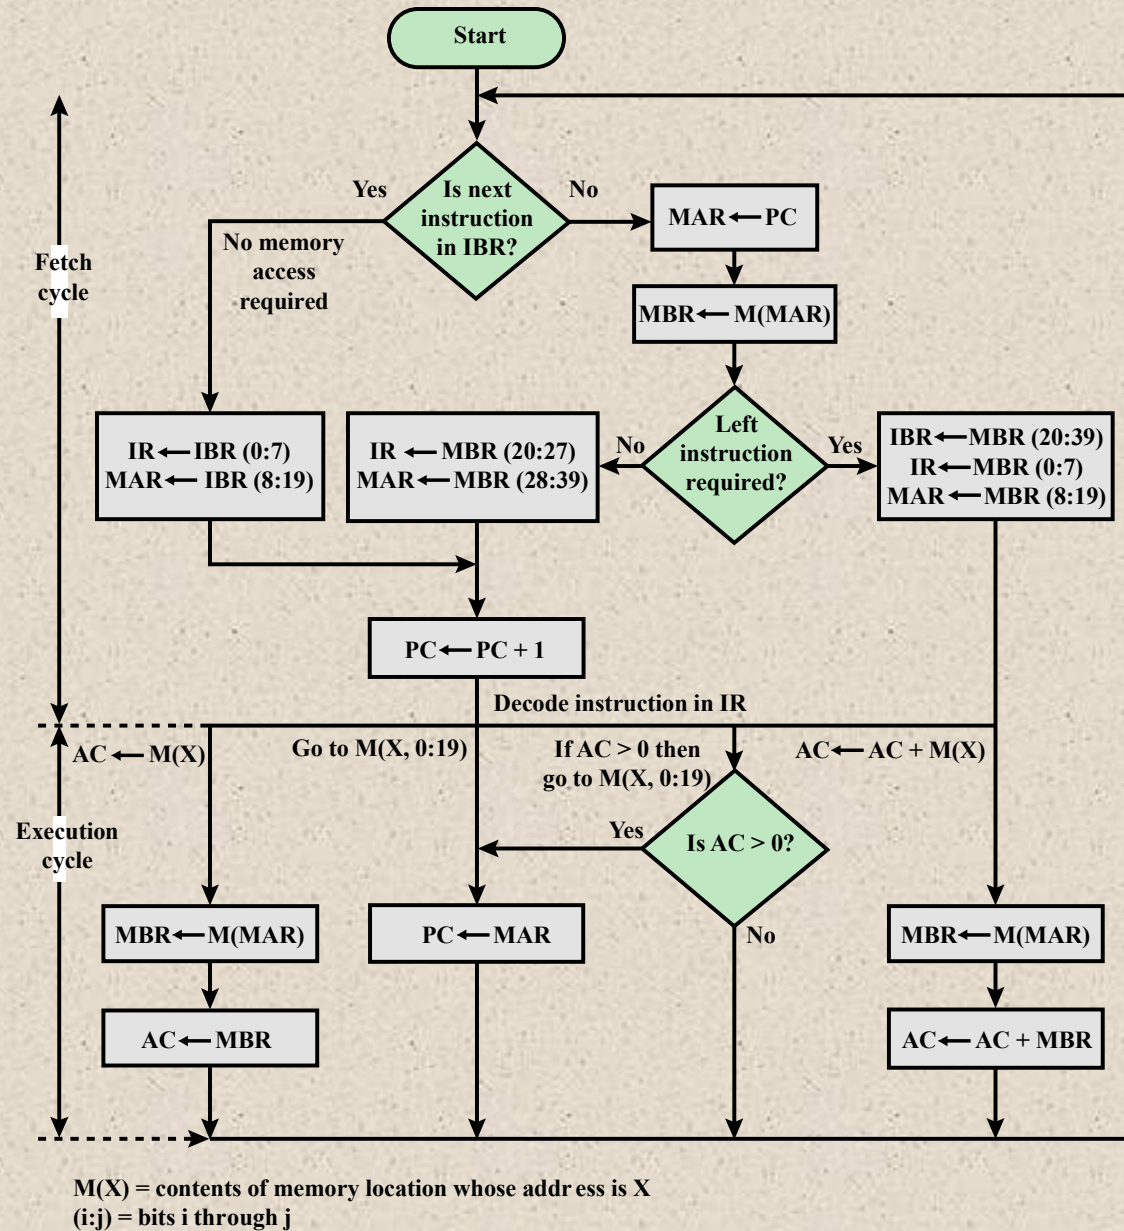 Start
Yes
Is next
instruction
in IBR?
No
MAR ← PC
No memory
access
required
Fetch
cycle
MBR ← M(MAR)
IR ← IBR (0:7)
MAR ← IBR (8:19)
IR ← MBR (20:27)
MAR ← MBR (28:39)
No
Left
instruction
required?
Yes
IBR ← MBR (20:39)
IR ← MBR (0:7)
MAR ← MBR (8:19)
PC ← PC + 1
Decode instruction in IR
AC ← M(X)
Go to M(X, 0:19)
If AC > 0 then
go to M(X, 0:19)
AC ← AC + M(X)
Execution
cycle
Yes
Is AC > 0?
No
MBR ← M(MAR)
PC ← MAR
MBR ← M(MAR)
AC ← MBR
AC ← AC + MBR
M(X) = contents of memory location whose addr ess is X
(i:j) = bits i through j